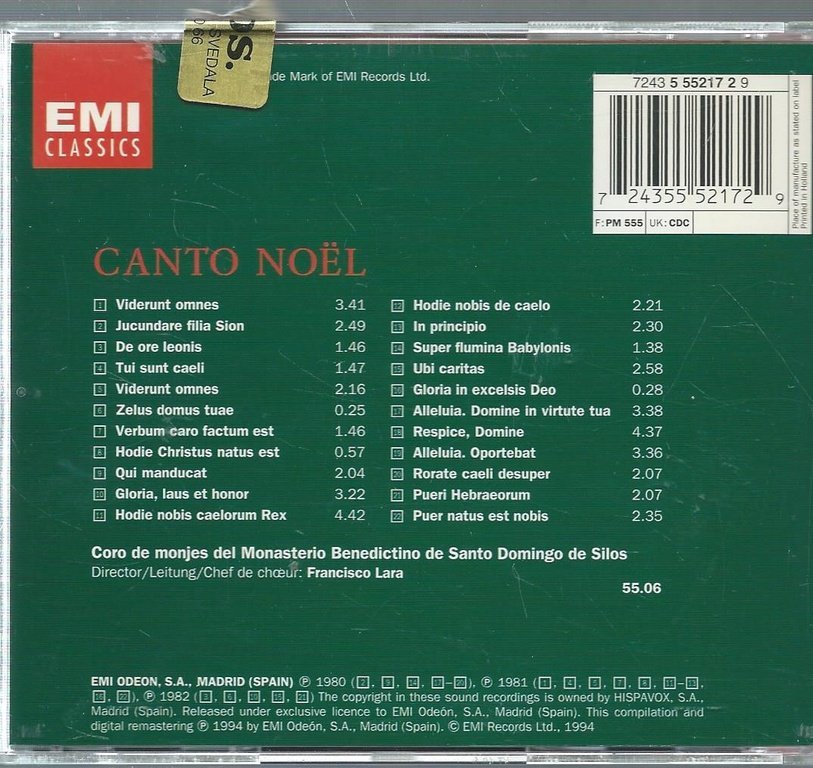 os.
SVEDALA
0 66
de Mark of EMI Records Ltd.
EMI
CLASSICS
7243 5 55217 2 9
7 24355 52172 9
F: PM 555 UK: CDC
Place of manufacture as stated on label
Printed in Holland
CANTO NOËL
1 Viderunt omnes 3.41
2 Jucundare filia Sion 2.49
3 De ore leonis 1.46
4 Tui sunt caeli 1.47
5 Viderunt omnes 2.16
6 Zelus domus tuae 0.25
7 Verbum caro factum est 1.46
8 Hodie Christus natus est 0.57
9 Qui manducat 2.04
10 Gloria, laus et honor 3.22
11 Hodie nobis caelorum Rex 4.42
12 Hodie nobis de caelo 2.21
13 In principio 2.30
14 Super flumina Babylonis 1.38
15 Ubi caritas 2.58
16 Gloria in excelsis Deo 0.28
17 Alleluia. Domine in virtute tua 3.38
18 Respice, Domine 4.37
19 Alleluia. Oportebat 3.36
20 Rorate caeli desuper 2.07
21 Pueri Hebraeorum 2.07
22 Puer natus est nobis 2.35
Coro de monjes del Monasterio Benedictino de Santo Domingo de Silos
Director/Leitung/Chef de chœur: Francisco Lara
55.06
EMI ODEON, S.A., MADRID (SPAIN) ℗ 1980 (2, 9, 14, 17–20), ℗ 1981 (1, 4, 5, 7, 8, 11–13,
16, 22), ℗ 1982 (3, 6, 10, 15, 21) The copyright in these sound recordings is owned by HISPAVOX, S.A.,
Madrid (Spain). Released under exclusive licence to EMI Odeón, S.A., Madrid (Spain). This compilation and
digital remastering ℗ 1994 by EMI Odeón, S.A., Madrid (Spain). © EMI Records Ltd., 1994